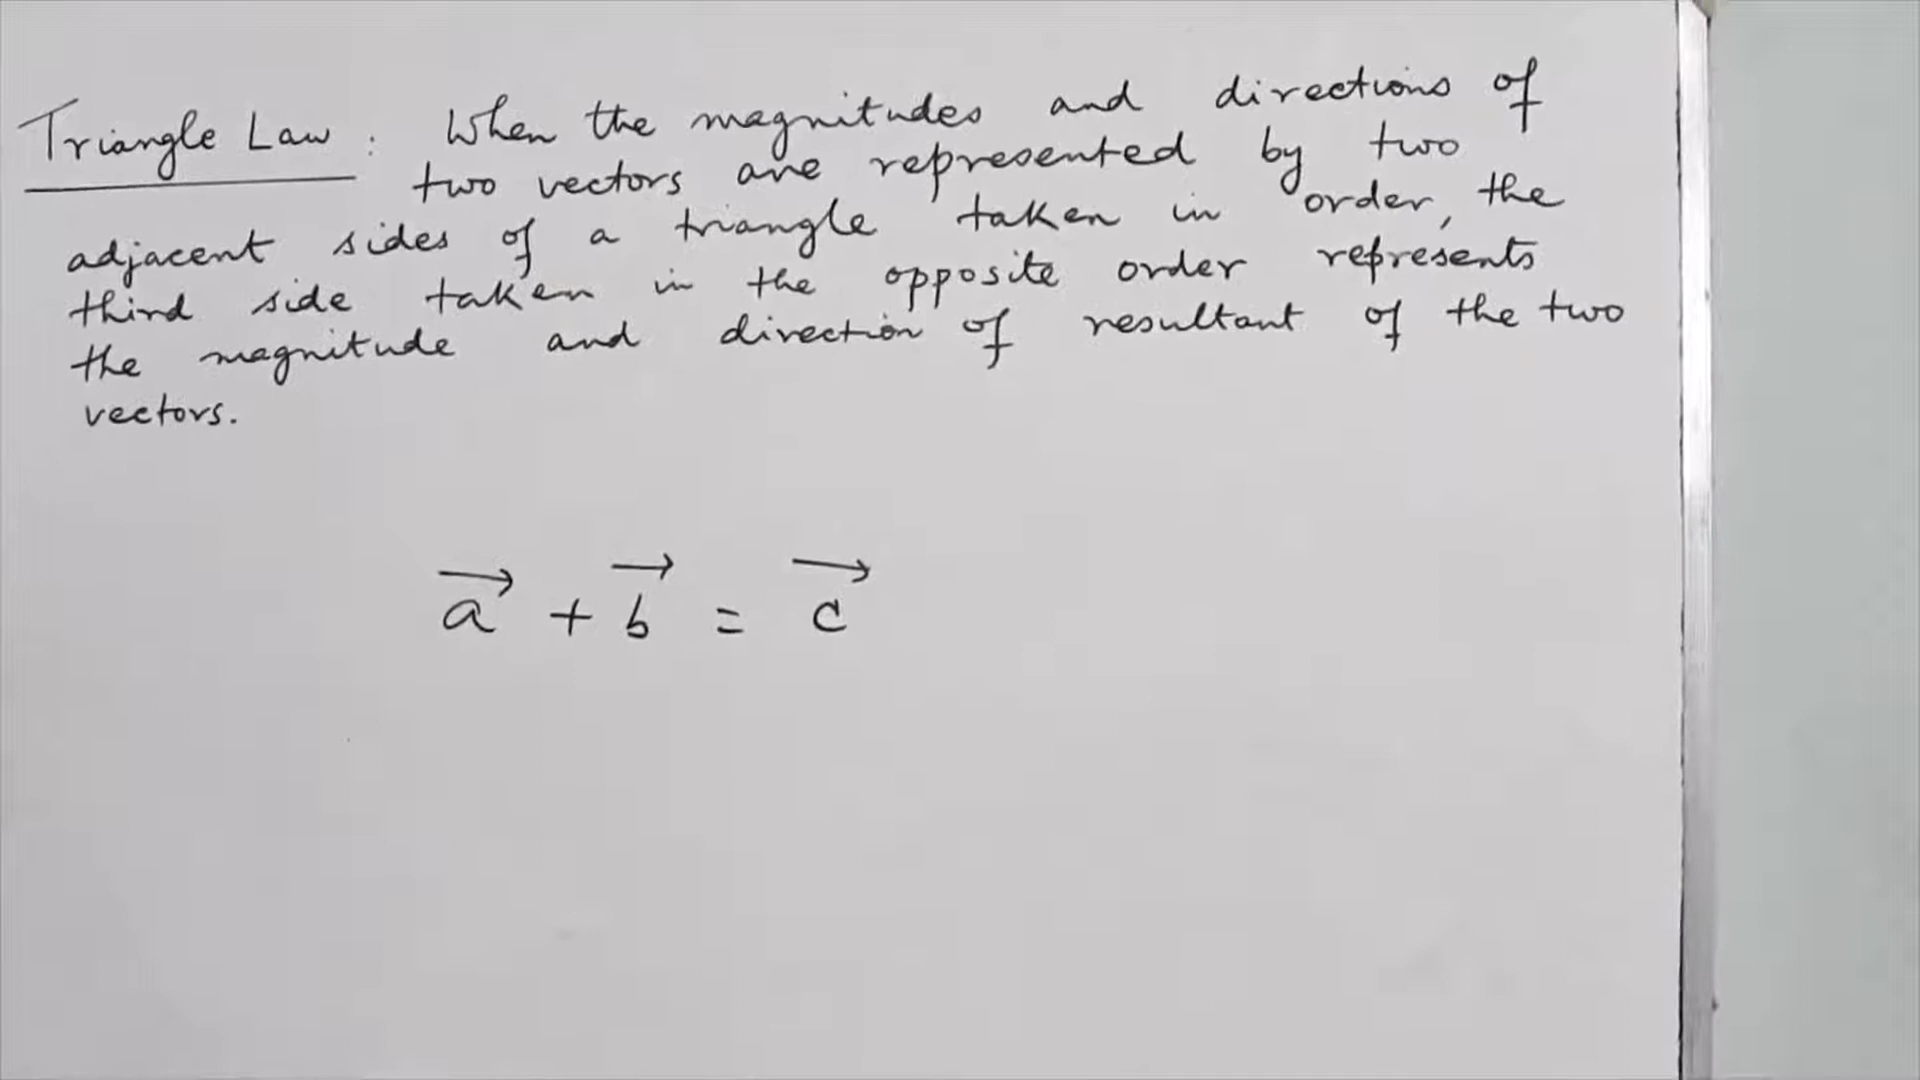 Triangle Law : When the magnitudes and directions of
two vectors are represented by two
adjacent sides of a triangle taken in order, the
third side taken in the opposite order represents
the magnitude and direction of resultant of the two
vectors.
a⃗ + b⃗ = c⃗